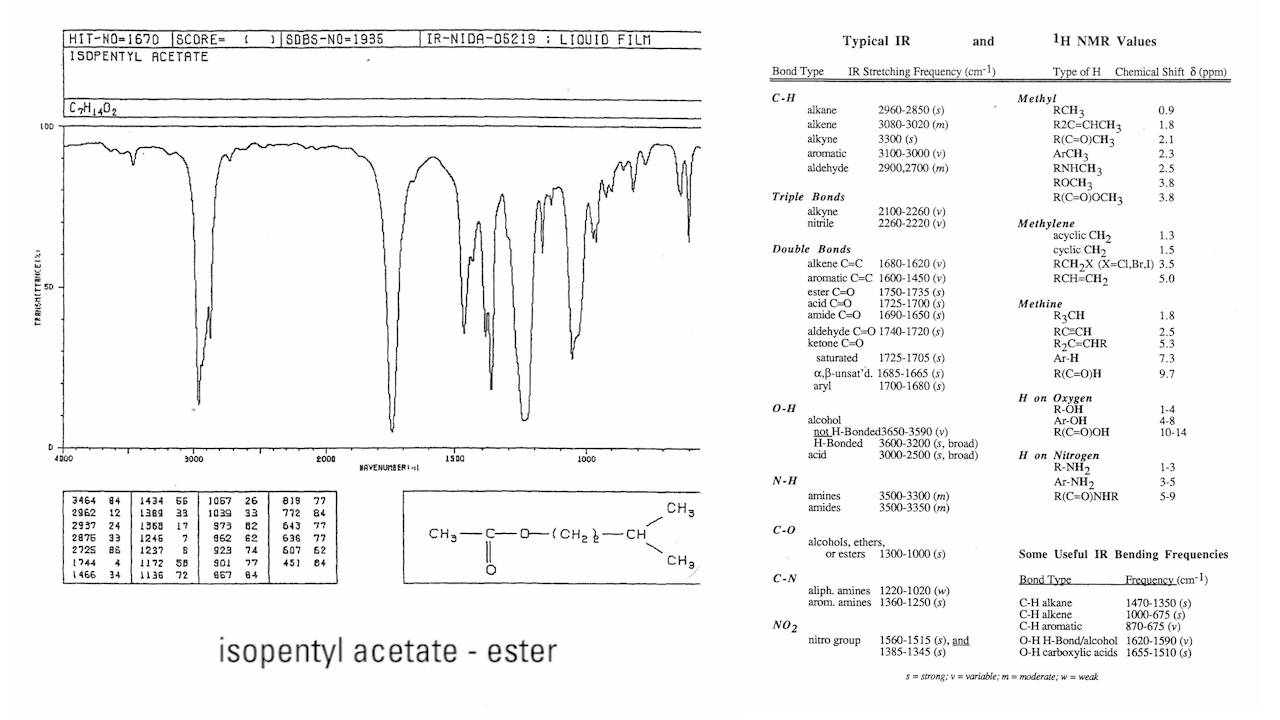 HIT-NO=1670 |SCORE= ( )|SDBS-NO=1935 |IR-NIDA-05219 : LIQUID FILM
ISOPENTYL ACETATE
C7H14O2
100
50
0
TRANSMITTANCE(%)
4000 3000 2000 1500 1000
WAVENUMBER(-1)
3464 84 1434 55 1057 26 819 77
2962 12 1389 33 1039 33 772 84
2937 24 1368 17 973 62 643 77
2875 33 1246 7 962 62 636 77
2725 86 1237 8 923 74 607 62
1744 4 1172 58 901 77 451 84
1466 34 1136 72 867 84
CH3—C—O—(CH2)2—CH
CH3
CH3
O
isopentyl acetate - ester
Typical IR and 1H NMR Values
Bond Type IR Stretching Frequency (cm-1) Type of H Chemical Shift δ (ppm)
C-H
alkane 2960-2850 (s)
alkene 3080-3020 (m)
alkyne 3300 (s)
aromatic 3100-3000 (v)
aldehyde 2900,2700 (m)
Triple Bonds
alkyne 2100-2260 (v)
nitrile 2260-2220 (v)
Double Bonds
alkene C=C 1680-1620 (v)
aromatic C=C 1600-1450 (v)
ester C=O 1750-1735 (s)
acid C=O 1725-1700 (s)
amide C=O 1690-1650 (s)
aldehyde C=O 1740-1720 (s)
ketone C=O
saturated 1725-1705 (s)
α,β-unsat'd. 1685-1665 (s)
aryl 1700-1680 (s)
O-H
alcohol
not H-Bonded3650-3590 (v)
H-Bonded 3600-3200 (s, broad)
acid 3000-2500 (s, broad)
N-H
amines 3500-3300 (m)
amides 3500-3350 (m)
C-O
alcohols, ethers,
or esters 1300-1000 (s)
C-N
aliph. amines 1220-1020 (w)
arom. amines 1360-1250 (s)
NO2
nitro group 1560-1515 (s), and
1385-1345 (s)
Methyl
RCH3 0.9
R2C=CHCH3 1.8
R(C=O)CH3 2.1
ArCH3 2.3
RNHCH3 2.5
ROCH3 3.8
R(C=O)OCH3 3.8
Methylene
acyclic CH2 1.3
cyclic CH2 1.5
RCH2X (X=Cl,Br,I) 3.5
RCH=CH2 5.0
Methine
R3CH 1.8
RC≡CH 2.5
R2C=CHR 5.3
Ar-H 7.3
R(C=O)H 9.7
H on Oxygen
R-OH 1-4
Ar-OH 4-8
R(C=O)OH 10-14
H on Nitrogen
R-NH2 1-3
Ar-NH2 3-5
R(C=O)NHR 5-9
Some Useful IR Bending Frequencies
Bond Type Frequency (cm-1)
C-H alkane 1470-1350 (s)
C-H alkene 1000-675 (s)
C-H aromatic 870-675 (v)
O-H H-Bond/alcohol 1620-1590 (v)
O-H carboxylic acids 1655-1510 (s)
s = strong; v = variable; m = moderate; w = weak